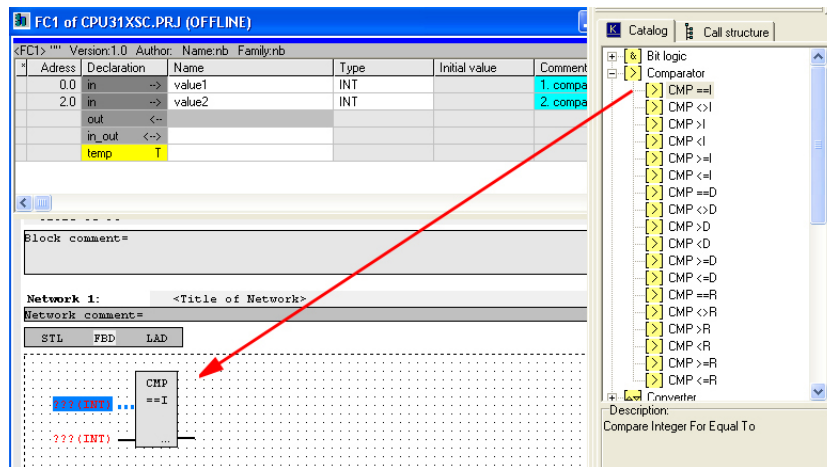 FC1 of CPU31XSC.PRJ (OFFLINE)
<FC1> "" Version:1.0 Author: Name:nb Family:nb
* Adress Declaration Name Type Initial value Comment
0.0 in --> value1 INT 1. compa
2.0 in --> value2 INT 2. compa
out <--
in_out <-->
temp T
Block comment=
Network 1: <Title of Network>
Network comment=
STL FBD LAD
CMP
???(INT) ==I
???(INT) ...
K Catalog Call structure
& Bit logic
> Comparator
> CMP ==I
> CMP <>I
> CMP >I
> CMP <I
> CMP >=I
> CMP <=I
> CMP ==D
> CMP <>D
> CMP >D
> CMP <D
> CMP >=D
> CMP <=D
> CMP ==R
> CMP <>R
> CMP >R
> CMP <R
> CMP >=R
> CMP <=R
Converter
Description:
Compare Integer For Equal To